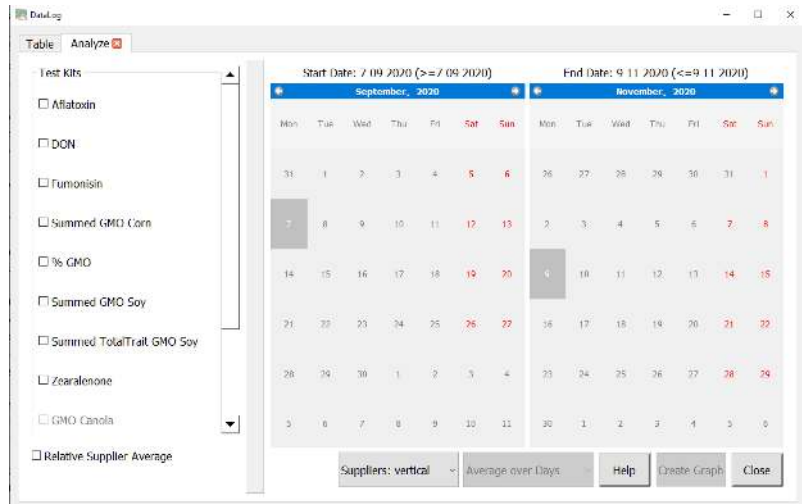 DataLog
Table Analyze
Test Kits
Aflatoxin
DON
Fumonisin
Summed GMO Corn
% GMO
Summed GMO Soy
Summed TotalTrait GMO Soy
Zearalenone
GMO Canola
Relative Supplier Average
Start Date: 7 09 2020 (>=7 09 2020)
September, 2020
Mon Tue Wed Thu Fri Sat Sun
31 1 2 3 4 5 6
7 8 9 10 11 12 13
14 15 16 17 18 19 20
21 22 23 24 25 26 27
28 29 30 1 2 3 4
5 6 7 8 9 10 11
End Date: 9 11 2020 (<=9 11 2020)
November, 2020
Mon Tue Wed Thu Fri Sat Sun
26 27 28 29 30 31 1
2 3 4 5 6 7 8
9 10 11 12 13 14 15
16 17 18 19 20 21 22
23 24 25 26 27 28 29
30 1 2 3 4 5 6
Suppliers: vertical Average over Days Help Create Graph Close